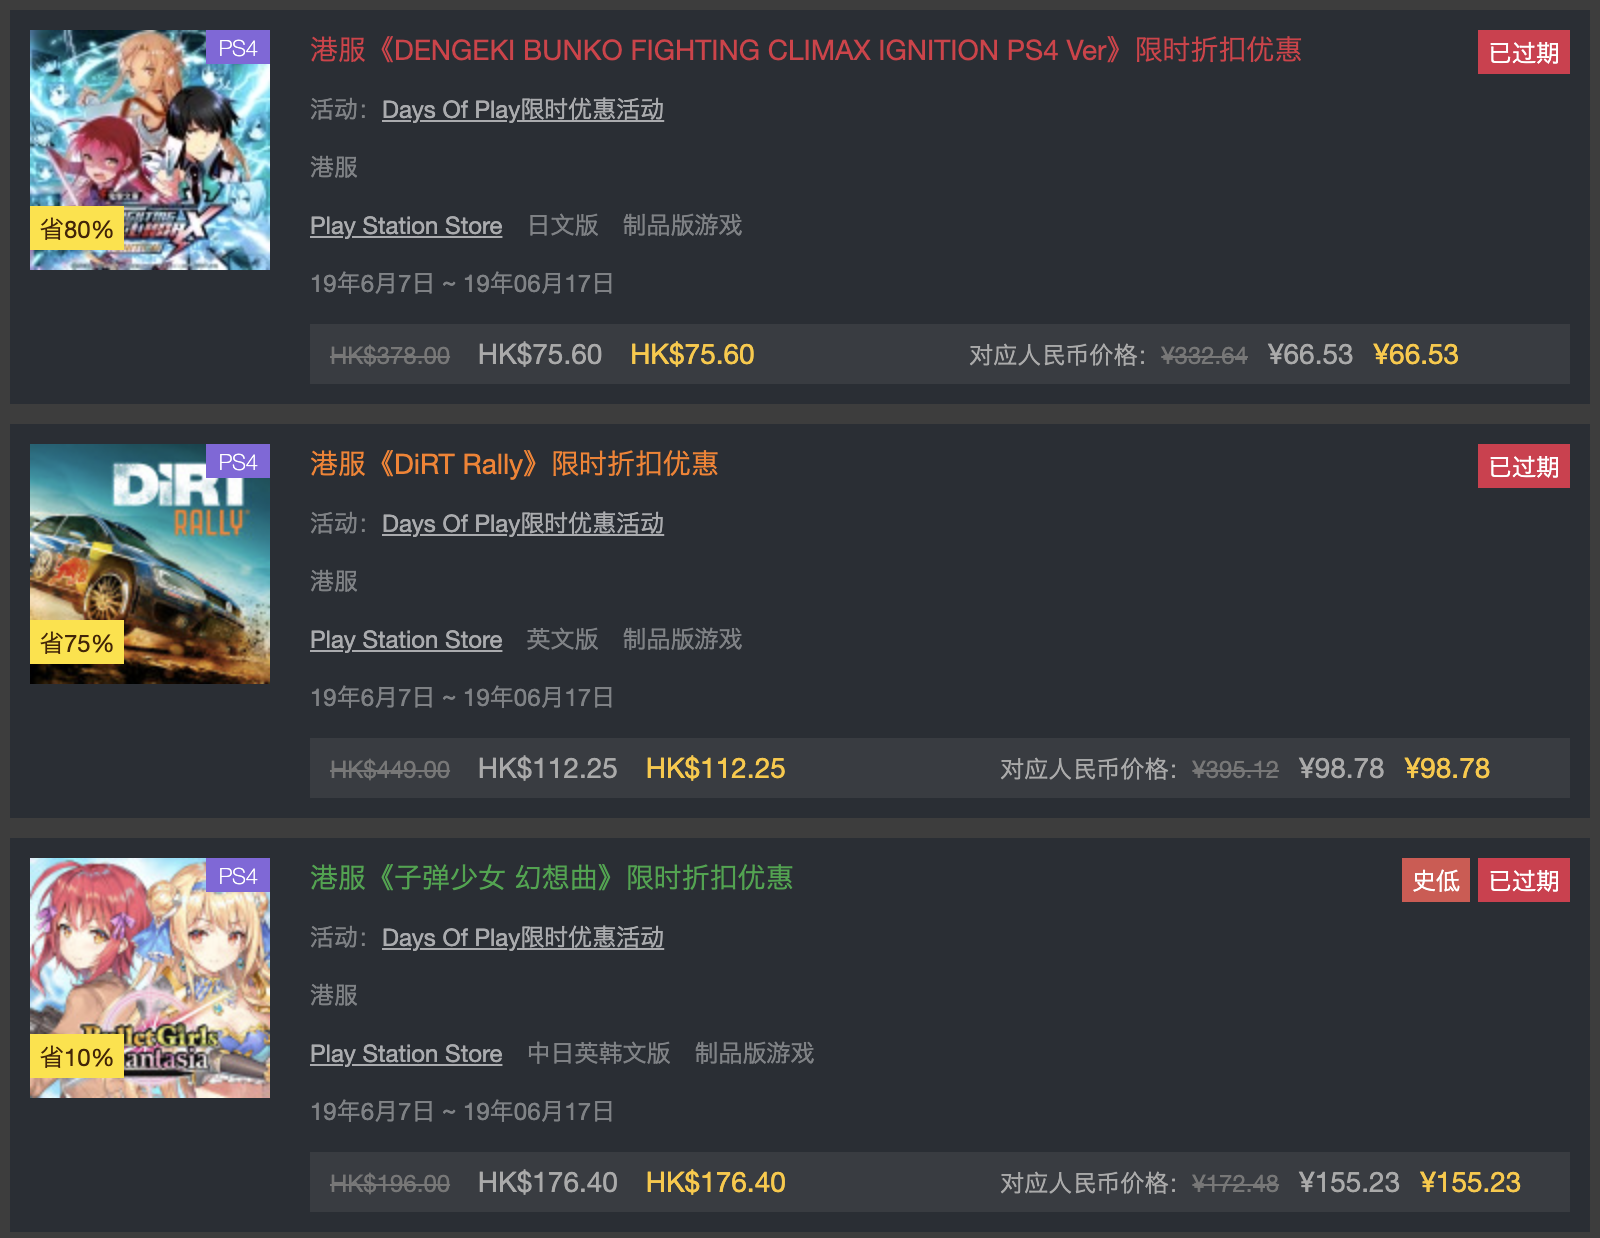 PS4
省80%
港服《DENGEKI BUNKO FIGHTING CLIMAX IGNITION PS4 Ver》限时折扣优惠
已过期
活动：Days Of Play限时优惠活动
港服
Play Station Store 日文版 制品版游戏
19年6月7日 ~ 19年06月17日
HK$378.00 HK$75.60 HK$75.60 对应人民币价格：¥332.64 ¥66.53 ¥66.53
PS4
DiRT
RALLY
省75%
港服《DiRT Rally》限时折扣优惠
已过期
活动：Days Of Play限时优惠活动
港服
Play Station Store 英文版 制品版游戏
19年6月7日 ~ 19年06月17日
HK$449.00 HK$112.25 HK$112.25 对应人民币价格：¥395.12 ¥98.78 ¥98.78
PS4
省10%
港服《子弹少女 幻想曲》限时折扣优惠
史低 已过期
活动：Days Of Play限时优惠活动
港服
Play Station Store 中日英韩文版 制品版游戏
19年6月7日 ~ 19年06月17日
HK$196.00 HK$176.40 HK$176.40 对应人民币价格：¥172.48 ¥155.23 ¥155.23